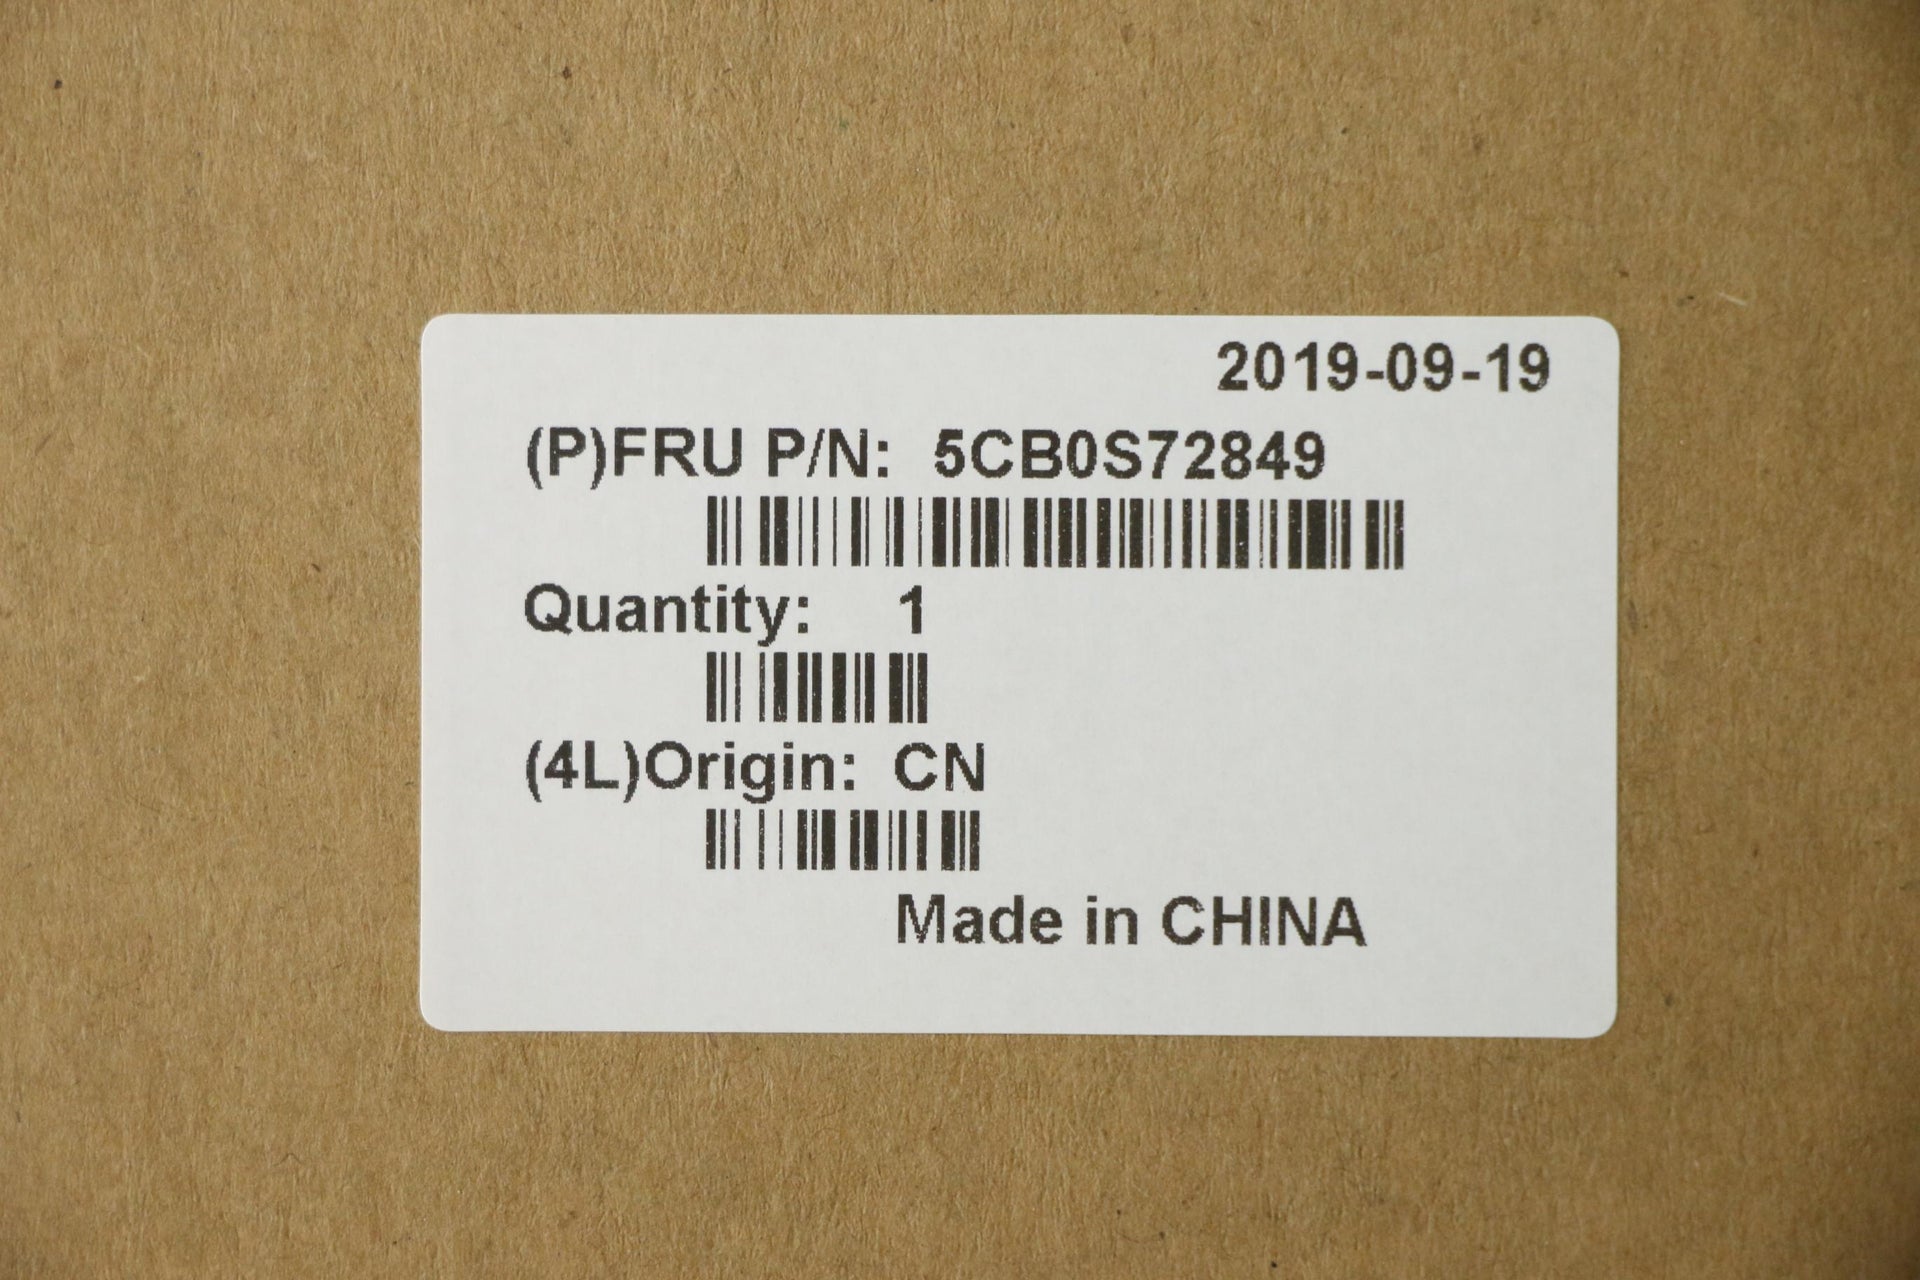 2019-09-19
(P)FRU P/N: 5CB0S72849
Quantity: 1
(4L)Origin: CN
Made in CHINA